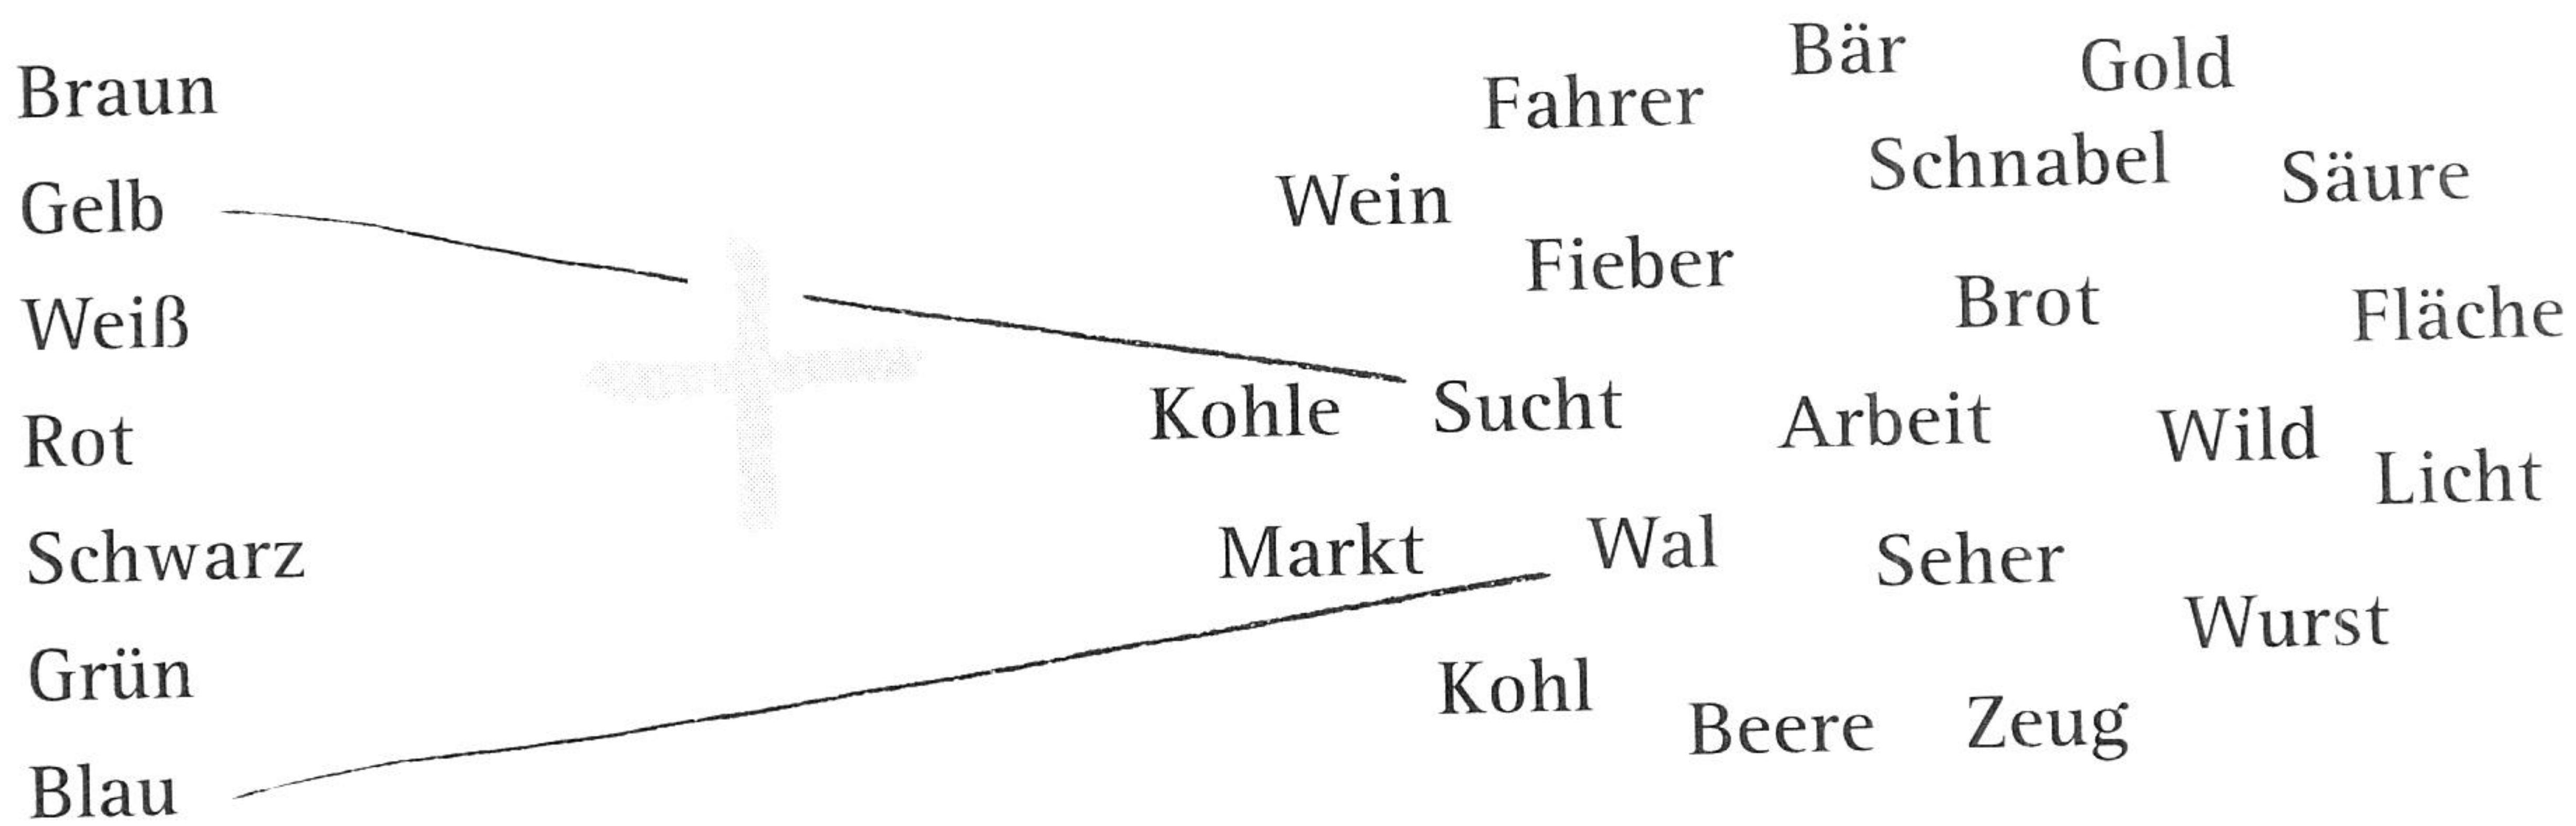 Braun
Gelb
Weiß
Rot
Schwarz
Grün
Blau
Bär
Gold
Fahrer
Schnabel
Säure
Wein
Fieber
Brot
Fläche
Kohle
Sucht
Arbeit
Wild
Licht
Markt
Wal
Seher
Wurst
Kohl
Beere
Zeug